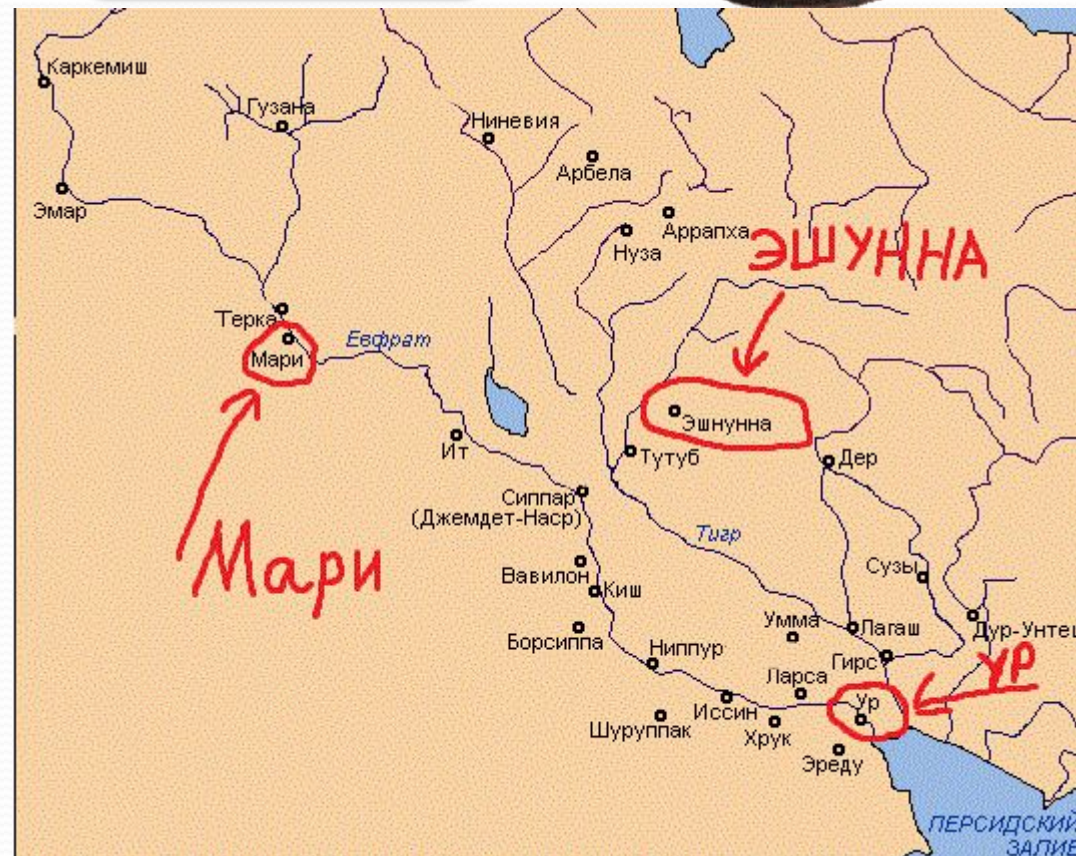 Каркемиш
Гузана
Ниневия
Арбела
Эмар
Аррапха
Нуза
ЭШУННА
Терка
Мари
Евфрат
Эшнунна
Ит
Тутуб
Дер
Сиппар
(Джемдет-Наср)
Тигр
Мари
Вавилон
Киш
Сузы
Борсиппа
Умма
Лагаш
Дур-Унтеш
Ниппур
Гирс
УР
Ларса
Ур
Иссин
Шуруппак
Хрук
Эреду
ПЕРСИДСКИЙ
ЗАЛИВ